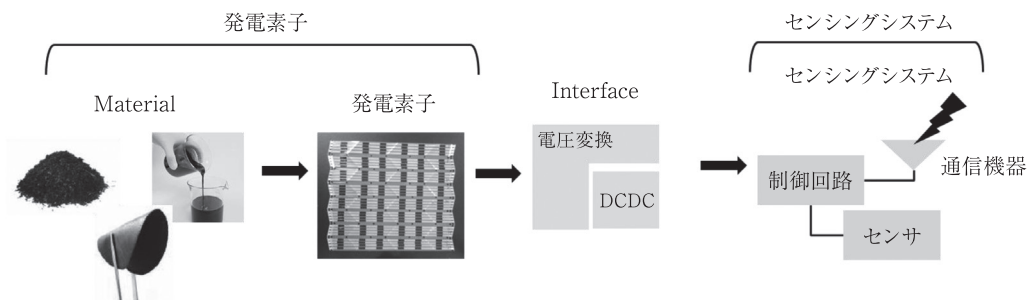 発電素子
Material
発電素子
Interface
電圧変換
DCDC
センシングシステム
センシングシステム
通信機器
制御回路
センサ